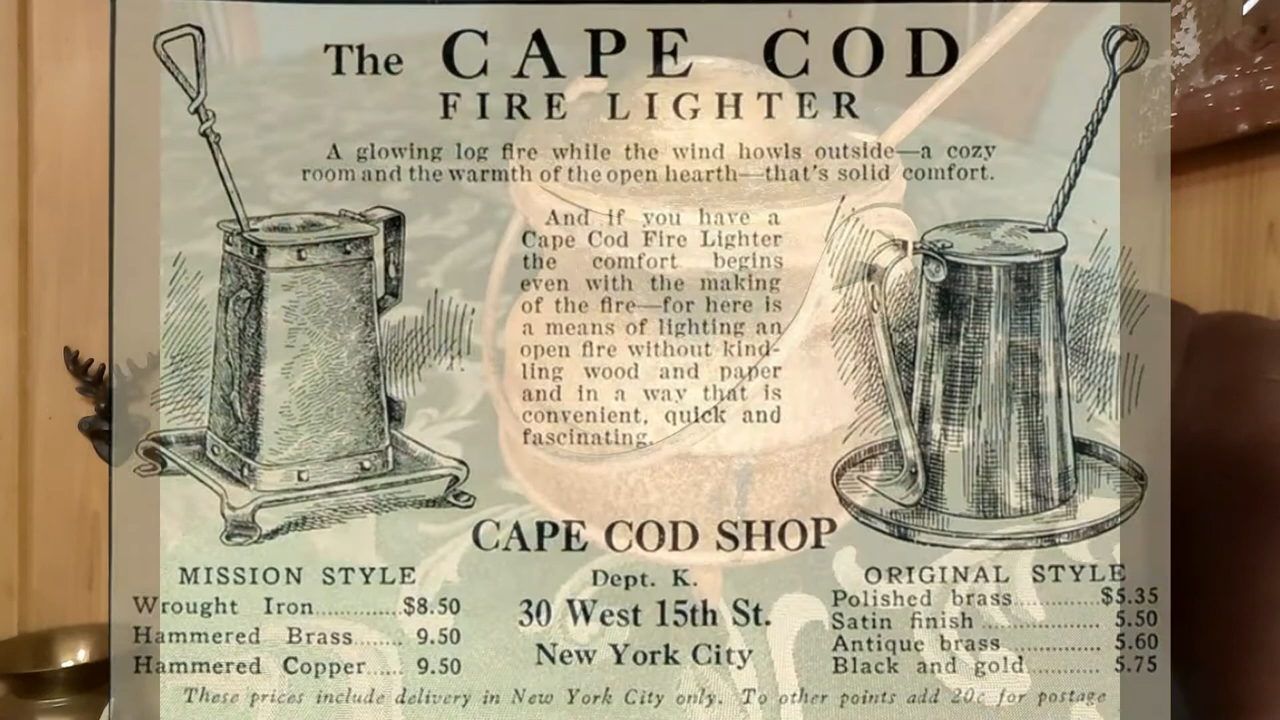 The CAPE COD
FIRE LIGHTER
A glowing log fire while the wind howls outside—a cozy
room and the warmth of the open hearth—that's solid comfort.
And if you have a
Cape Cod Fire Lighter
the comfort begins
even with the making
of the fire—for here is
a means of lighting an
open fire without kind-
ling wood and paper
and in a way that is
convenient, quick and
fascinating.
CAPE COD SHOP
Dept. K.
30 West 15th St.
New York City
MISSION STYLE
Wrought Iron............$8.50
Hammered Brass....... 9.50
Hammered Copper..... 9.50
ORIGINAL STYLE
Polished brass............$5.35
Satin finish ................. 5.50
Antique brass .............. 5.60
Black and gold........... 5.75
These prices include delivery in New York City only. To other points add 20c for postage